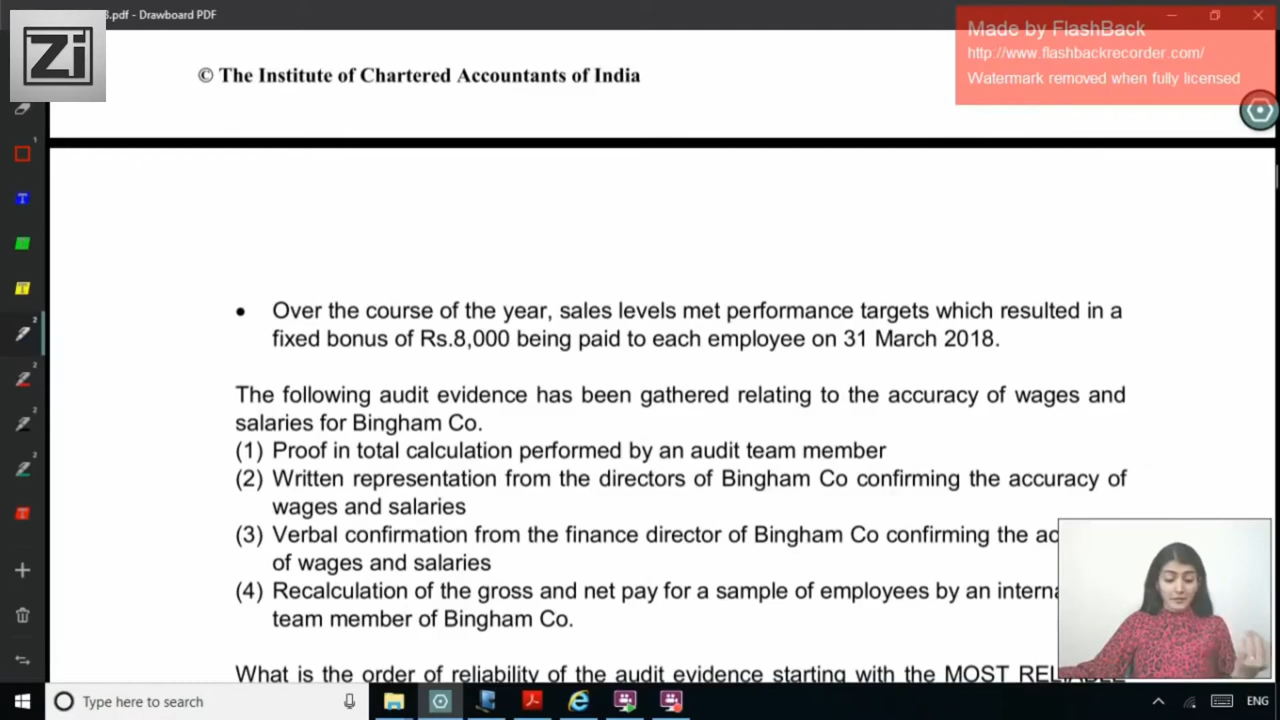 .pdf - Drawboard PDF
Zi
Made by FlashBack
http://www.flashbackrecorder.com/
Watermark removed when fully licensed
© The Institute of Chartered Accountants of India
• Over the course of the year, sales levels met performance targets which resulted in a
fixed bonus of Rs.8,000 being paid to each employee on 31 March 2018.
The following audit evidence has been gathered relating to the accuracy of wages and
salaries for Bingham Co.
(1) Proof in total calculation performed by an audit team member
(2) Written representation from the directors of Bingham Co confirming the accuracy of
wages and salaries
(3) Verbal confirmation from the finance director of Bingham Co confirming the
of wages and salaries
(4) Recalculation of the gross and net pay for a sample of employees by an
team member of Bingham Co.
What is the order of reliability of the audit evidence starting with the MOST RELIABLE
Type here to search
ENG